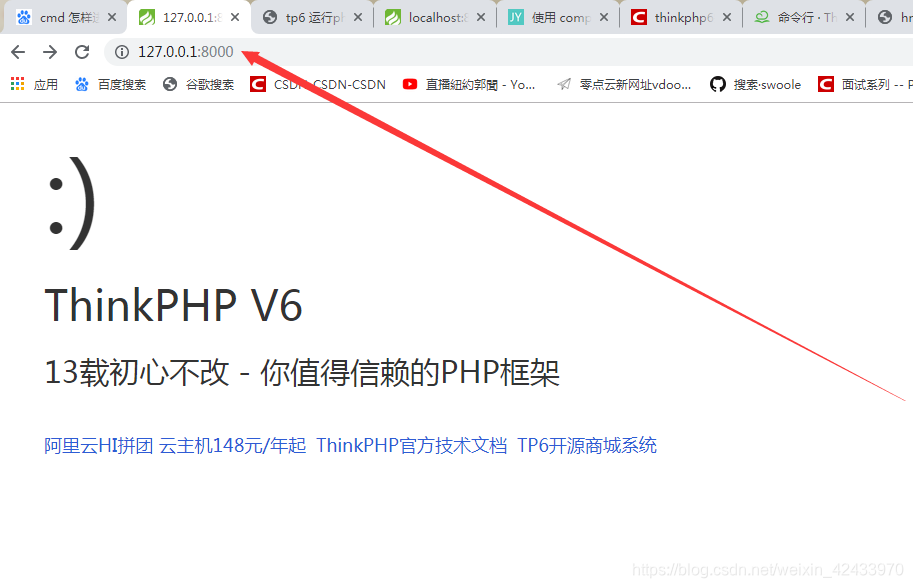 cmd 怎样
127.0.0.1:8
tp6 运行p
localhost:8
JY 使用 comp
thinkphp6
命令行 · Th
127.0.0.1:8000
应用 百度搜索 谷歌搜索 CSDN-CSDN-CSDN 直播紐約郭聞 - Yo... 零点云新网址vdoo... 搜索·swoole 面试系列 -- P
:)
ThinkPHP V6
13载初心不改 - 你值得信赖的PHP框架
阿里云HI拼团 云主机148元/年起 ThinkPHP官方技术文档 TP6开源商城系统
https://blog.csdn.net/weixin_42433970